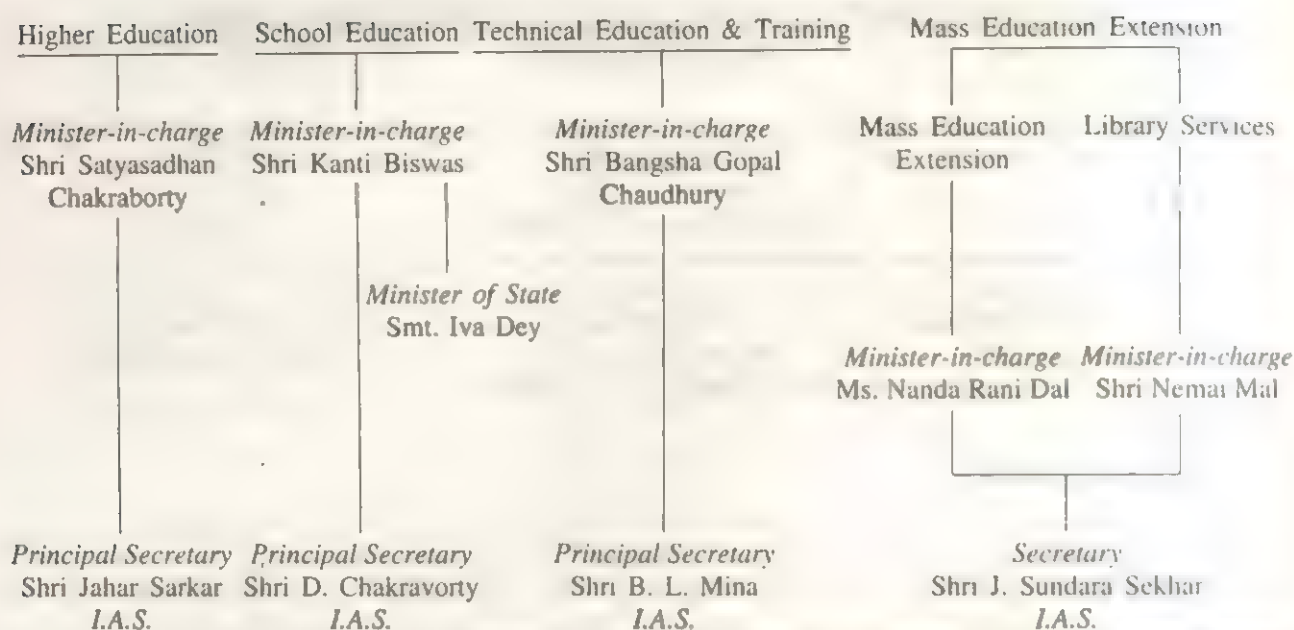 Higher Education
School Education
Technical Education & Training
Mass Education Extension
Minister-in-charge
Shri Satyasadhan
Chakraborty
Minister-in-charge
Shri Kanti Biswas
Minister of State
Smt. Iva Dey
Minister-in-charge
Shri Bangsha Gopal
Chaudhury
Mass Education
Extension
Library Services
Minister-in-charge
Ms. Nanda Rani Dal
Minister-in-charge
Shri Nemai Mal
Principal Secretary
Shri Jahar Sarkar
I.A.S.
Principal Secretary
Shri D. Chakravorty
I.A.S.
Principal Secretary
Shri B. L. Mina
I.A.S.
Secretary
Shri J. Sundara Sekhar
I.A.S.